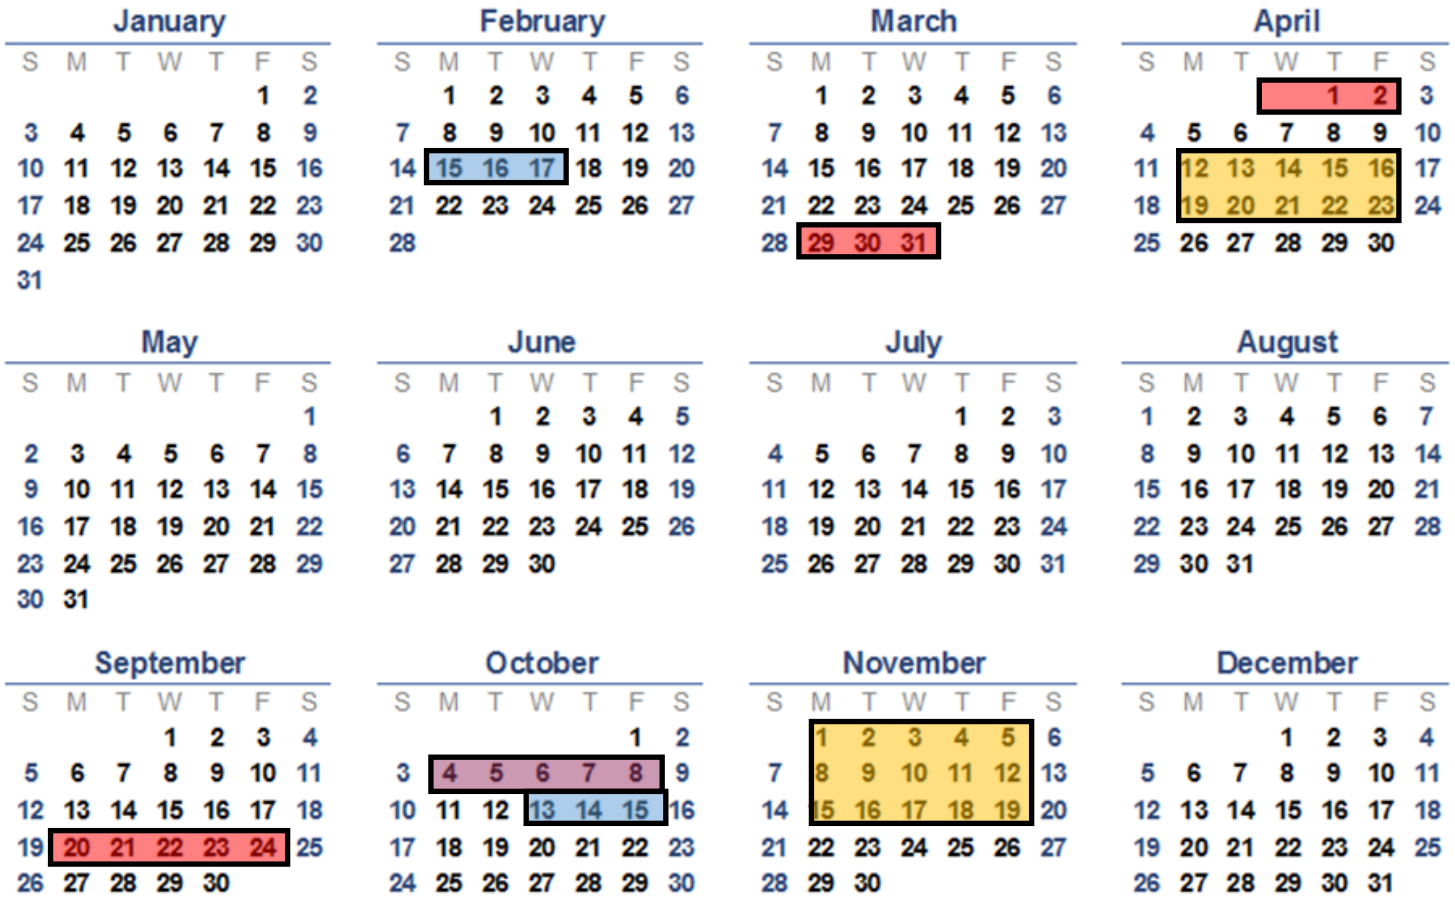 January February March April
S M T W T F S S M T W T F S S M T W T F S S M T W T F S
1 2 1 2 3 4 5 6 1 2 3 4 5 6 1 2 3
3 4 5 6 7 8 9 7 8 9 10 11 12 13 7 8 9 10 11 12 13 4 5 6 7 8 9 10
10 11 12 13 14 15 16 14 15 16 17 18 19 20 14 15 16 17 18 19 20 11 12 13 14 15 16 17
17 18 19 20 21 22 23 21 22 23 24 25 26 27 21 22 23 24 25 26 27 18 19 20 21 22 23 24
24 25 26 27 28 29 30 28 28 29 30 31 25 26 27 28 29 30
31
May June July August
S M T W T F S S M T W T F S S M T W T F S S M T W T F S
1 1 2 3 4 5 1 2 3 1 2 3 4 5 6 7
2 3 4 5 6 7 8 6 7 8 9 10 11 12 4 5 6 7 8 9 10 8 9 10 11 12 13 14
9 10 11 12 13 14 15 13 14 15 16 17 18 19 11 12 13 14 15 16 17 15 16 17 18 19 20 21
16 17 18 19 20 21 22 20 21 22 23 24 25 26 18 19 20 21 22 23 24 22 23 24 25 26 27 28
23 24 25 26 27 28 29 27 28 29 30 25 26 27 28 29 30 31 29 30 31
30 31
September October November December
S M T W T F S S M T W T F S S M T W T F S S M T W T F S
1 2 3 4 1 2 1 2 3 4 5 6 1 2 3 4
5 6 7 8 9 10 11 3 4 5 6 7 8 9 7 8 9 10 11 12 13 5 6 7 8 9 10 11
12 13 14 15 16 17 18 10 11 12 13 14 15 16 14 15 16 17 18 19 20 12 13 14 15 16 17 18
19 20 21 22 23 24 25 17 18 19 20 21 22 23 21 22 23 24 25 26 27 19 20 21 22 23 24 25
26 27 28 29 30 24 25 26 27 28 29 30 28 29 30 26 27 28 29 30 31